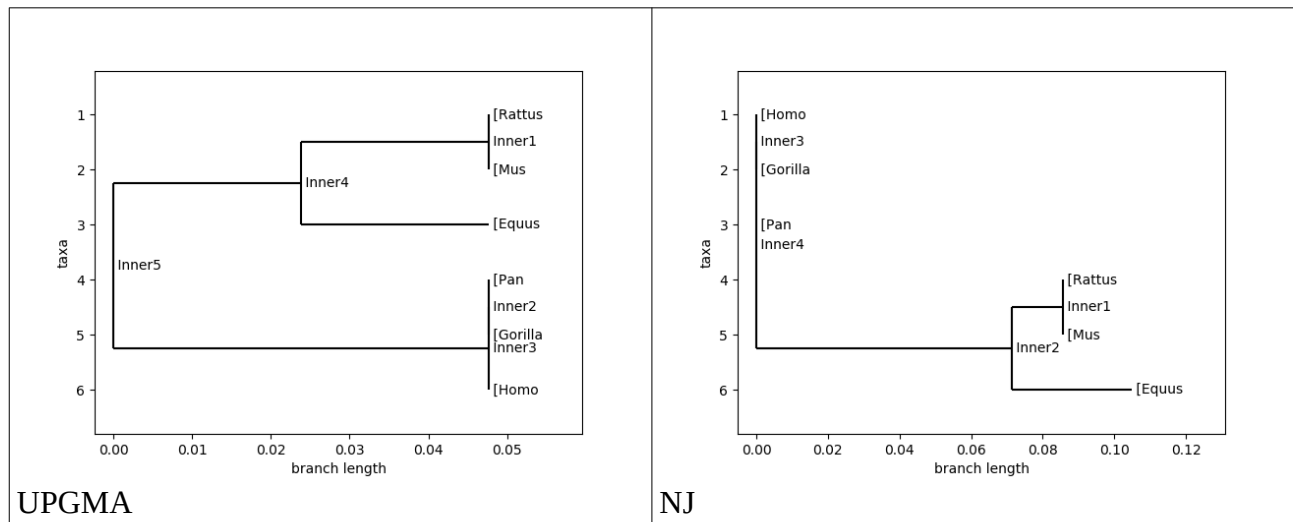 1
[Rattus
Inner1
2
[Mus
Inner4
3
[Equus
taxa
Inner5
4
[Pan
Inner2
5
[Gorilla
Inner3
6
[Homo
0.00 0.01 0.02 0.03 0.04 0.05
branch length
UPGMA
1
[Homo
Inner3
2
[Gorilla
3
[Pan
Inner4
taxa
4
[Rattus
Inner1
5
[Mus
Inner2
6
[Equus
0.00 0.02 0.04 0.06 0.08 0.10 0.12
branch length
NJ